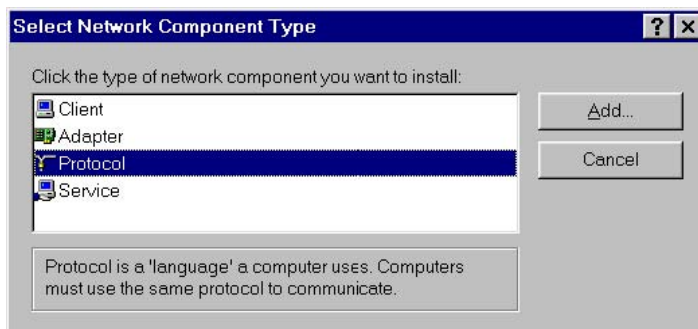 Select Network Component Type
Click the type of network component you want to install:
Client
Adapter
Protocol
Service
Add...
Cancel
Protocol is a 'language' a computer uses. Computers
must use the same protocol to communicate.